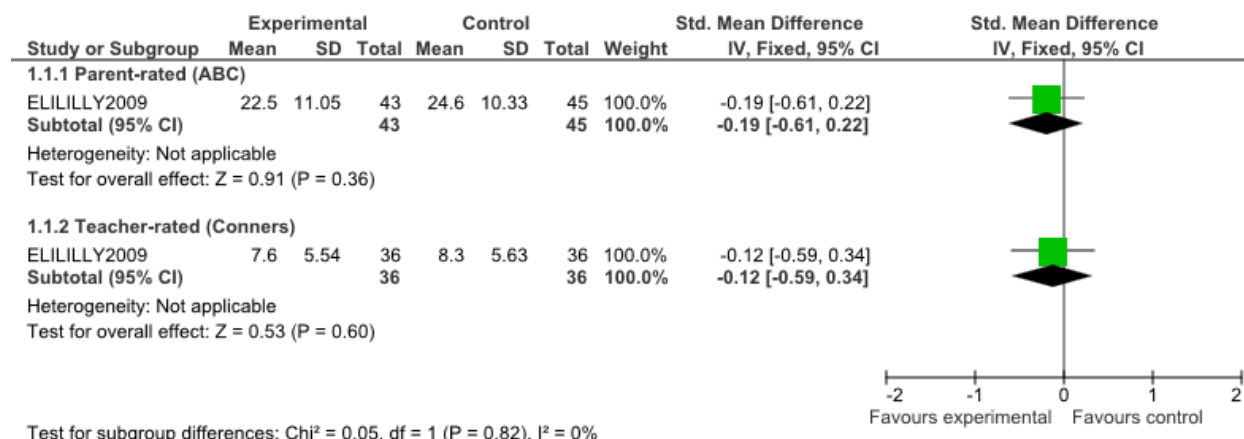 Experimental Control Std. Mean Difference Std. Mean Difference
Study or Subgroup Mean SD Total Mean SD Total Weight IV, Fixed, 95% CI IV, Fixed, 95% CI
1.1.1 Parent-rated (ABC)
ELILILLY2009 22.5 11.05 43 24.6 10.33 45 100.0% -0.19 [-0.61, 0.22]
Subtotal (95% CI) 43 45 100.0% -0.19 [-0.61, 0.22]
Heterogeneity: Not applicable
Test for overall effect: Z = 0.91 (P = 0.36)
1.1.2 Teacher-rated (Conners)
ELILILLY2009 7.6 5.54 36 8.3 5.63 36 100.0% -0.12 [-0.59, 0.34]
Subtotal (95% CI) 36 36 100.0% -0.12 [-0.59, 0.34]
Heterogeneity: Not applicable
Test for overall effect: Z = 0.53 (P = 0.60)
-2 -1 0 1 2
Favours experimental Favours control
Test for subgroup differences: Chi² = 0.05, df = 1 (P = 0.82), I² = 0%